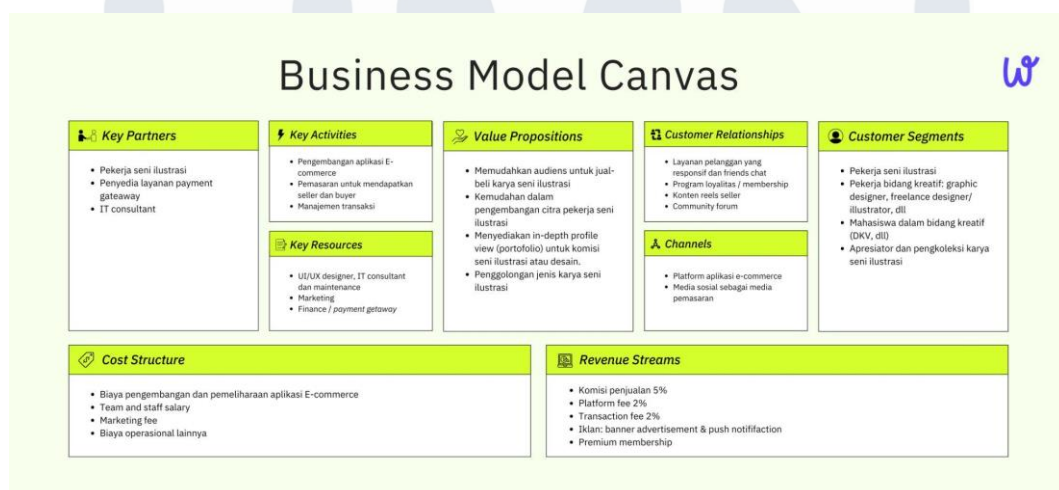 Business Model Canvas
Key Partners
• Pekerja seni ilustrasi
• Penyedia layanan payment
gateaway
• IT consultant
Key Activities
• Pengembangan aplikasi E-
commerce
• Pemasaran untuk mendapatkan
seller dan buyer
• Manajemen transaksi
Key Resources
• UI/UX designer, IT consultant
dan maintenance
• Marketing
• Finance / payment getaway
Value Propositions
• Memudahkan audiens untuk jual-
beli karya seni ilustrasi
• Kemudahan dalam
pengembangan citra pekerja seni
ilustrasi
• Menyediakan in-depth profile
view (portofolio) untuk komisi
seni ilustrasi atau desain.
• Penggolongan jenis karya seni
ilustrasi
Customer Relationships
• Layanan pelanggan yang
responsif dan friends chat
• Program loyalitas / membership
• Konten reels seller
• Community forum
Channels
• Platform aplikasi e-commerce
• Media sosial sebagai media
pemasaran
Customer Segments
• Pekerja seni ilustrasi
• Pekerja bidang kreatif: graphic
designer, freelance designer/
illustrator, dll
• Mahasiswa dalam bidang kreatif
(DKV, dll)
• Apresiator dan pengkoleksi karya
seni ilustrasi
Cost Structure
• Biaya pengembangan dan pemeliharaan aplikasi E-commerce
• Team and staff salary
• Marketing fee
• Biaya operasional lainnya
Revenue Streams
• Komisi penjualan 5%
• Platform fee 2%
• Transaction fee 2%
• Iklan: banner advertisement & push notififaction
• Premium membership